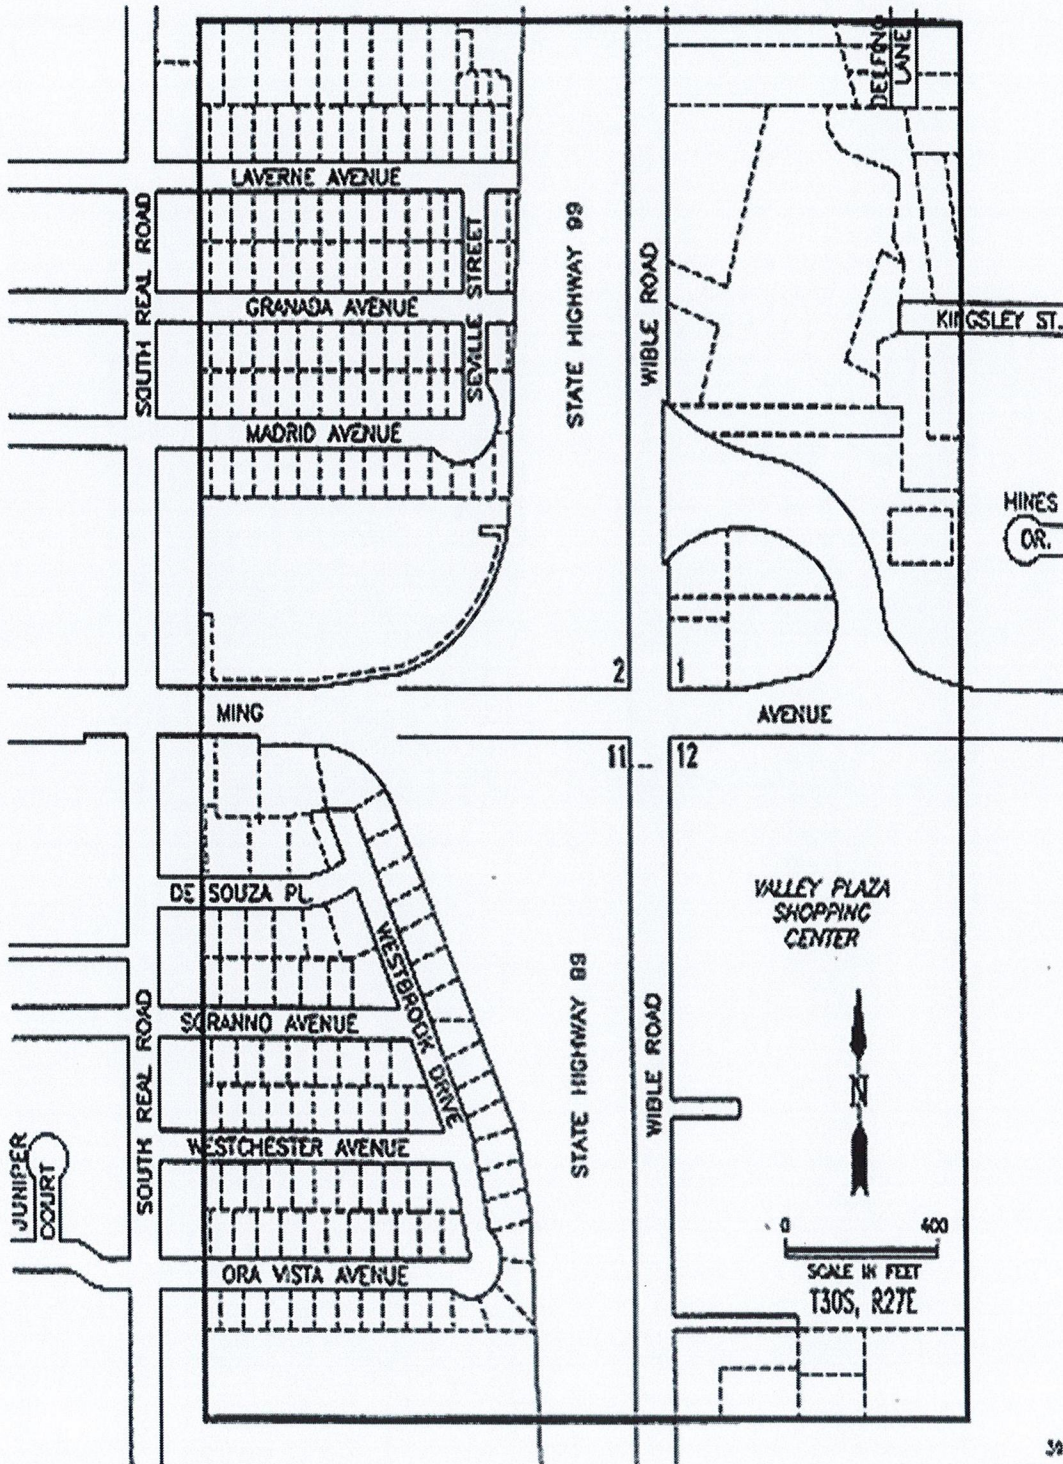 DELFINO
LANE
LAVERNE AVENUE
SOUTH REAL ROAD
SEVILLE STREET
STATE HIGHWAY 99
WIBLE ROAD
GRANADA AVENUE
KINGSLEY ST.
MADRID AVENUE
HINES
DR.
2
1
MING
AVENUE
11
12
DE SOUZA PL.
VALLEY PLAZA
SHOPPING
CENTER
WESTBROOK DRIVE
STATE HIGHWAY 99
WIBLE ROAD
SORANNO AVENUE
SOUTH REAL ROAD
N
WESTCHESTER AVENUE
JUNIPER
COURT
0
400
SCALE IN FEET
T30S, R27E
ORA VISTA AVENUE